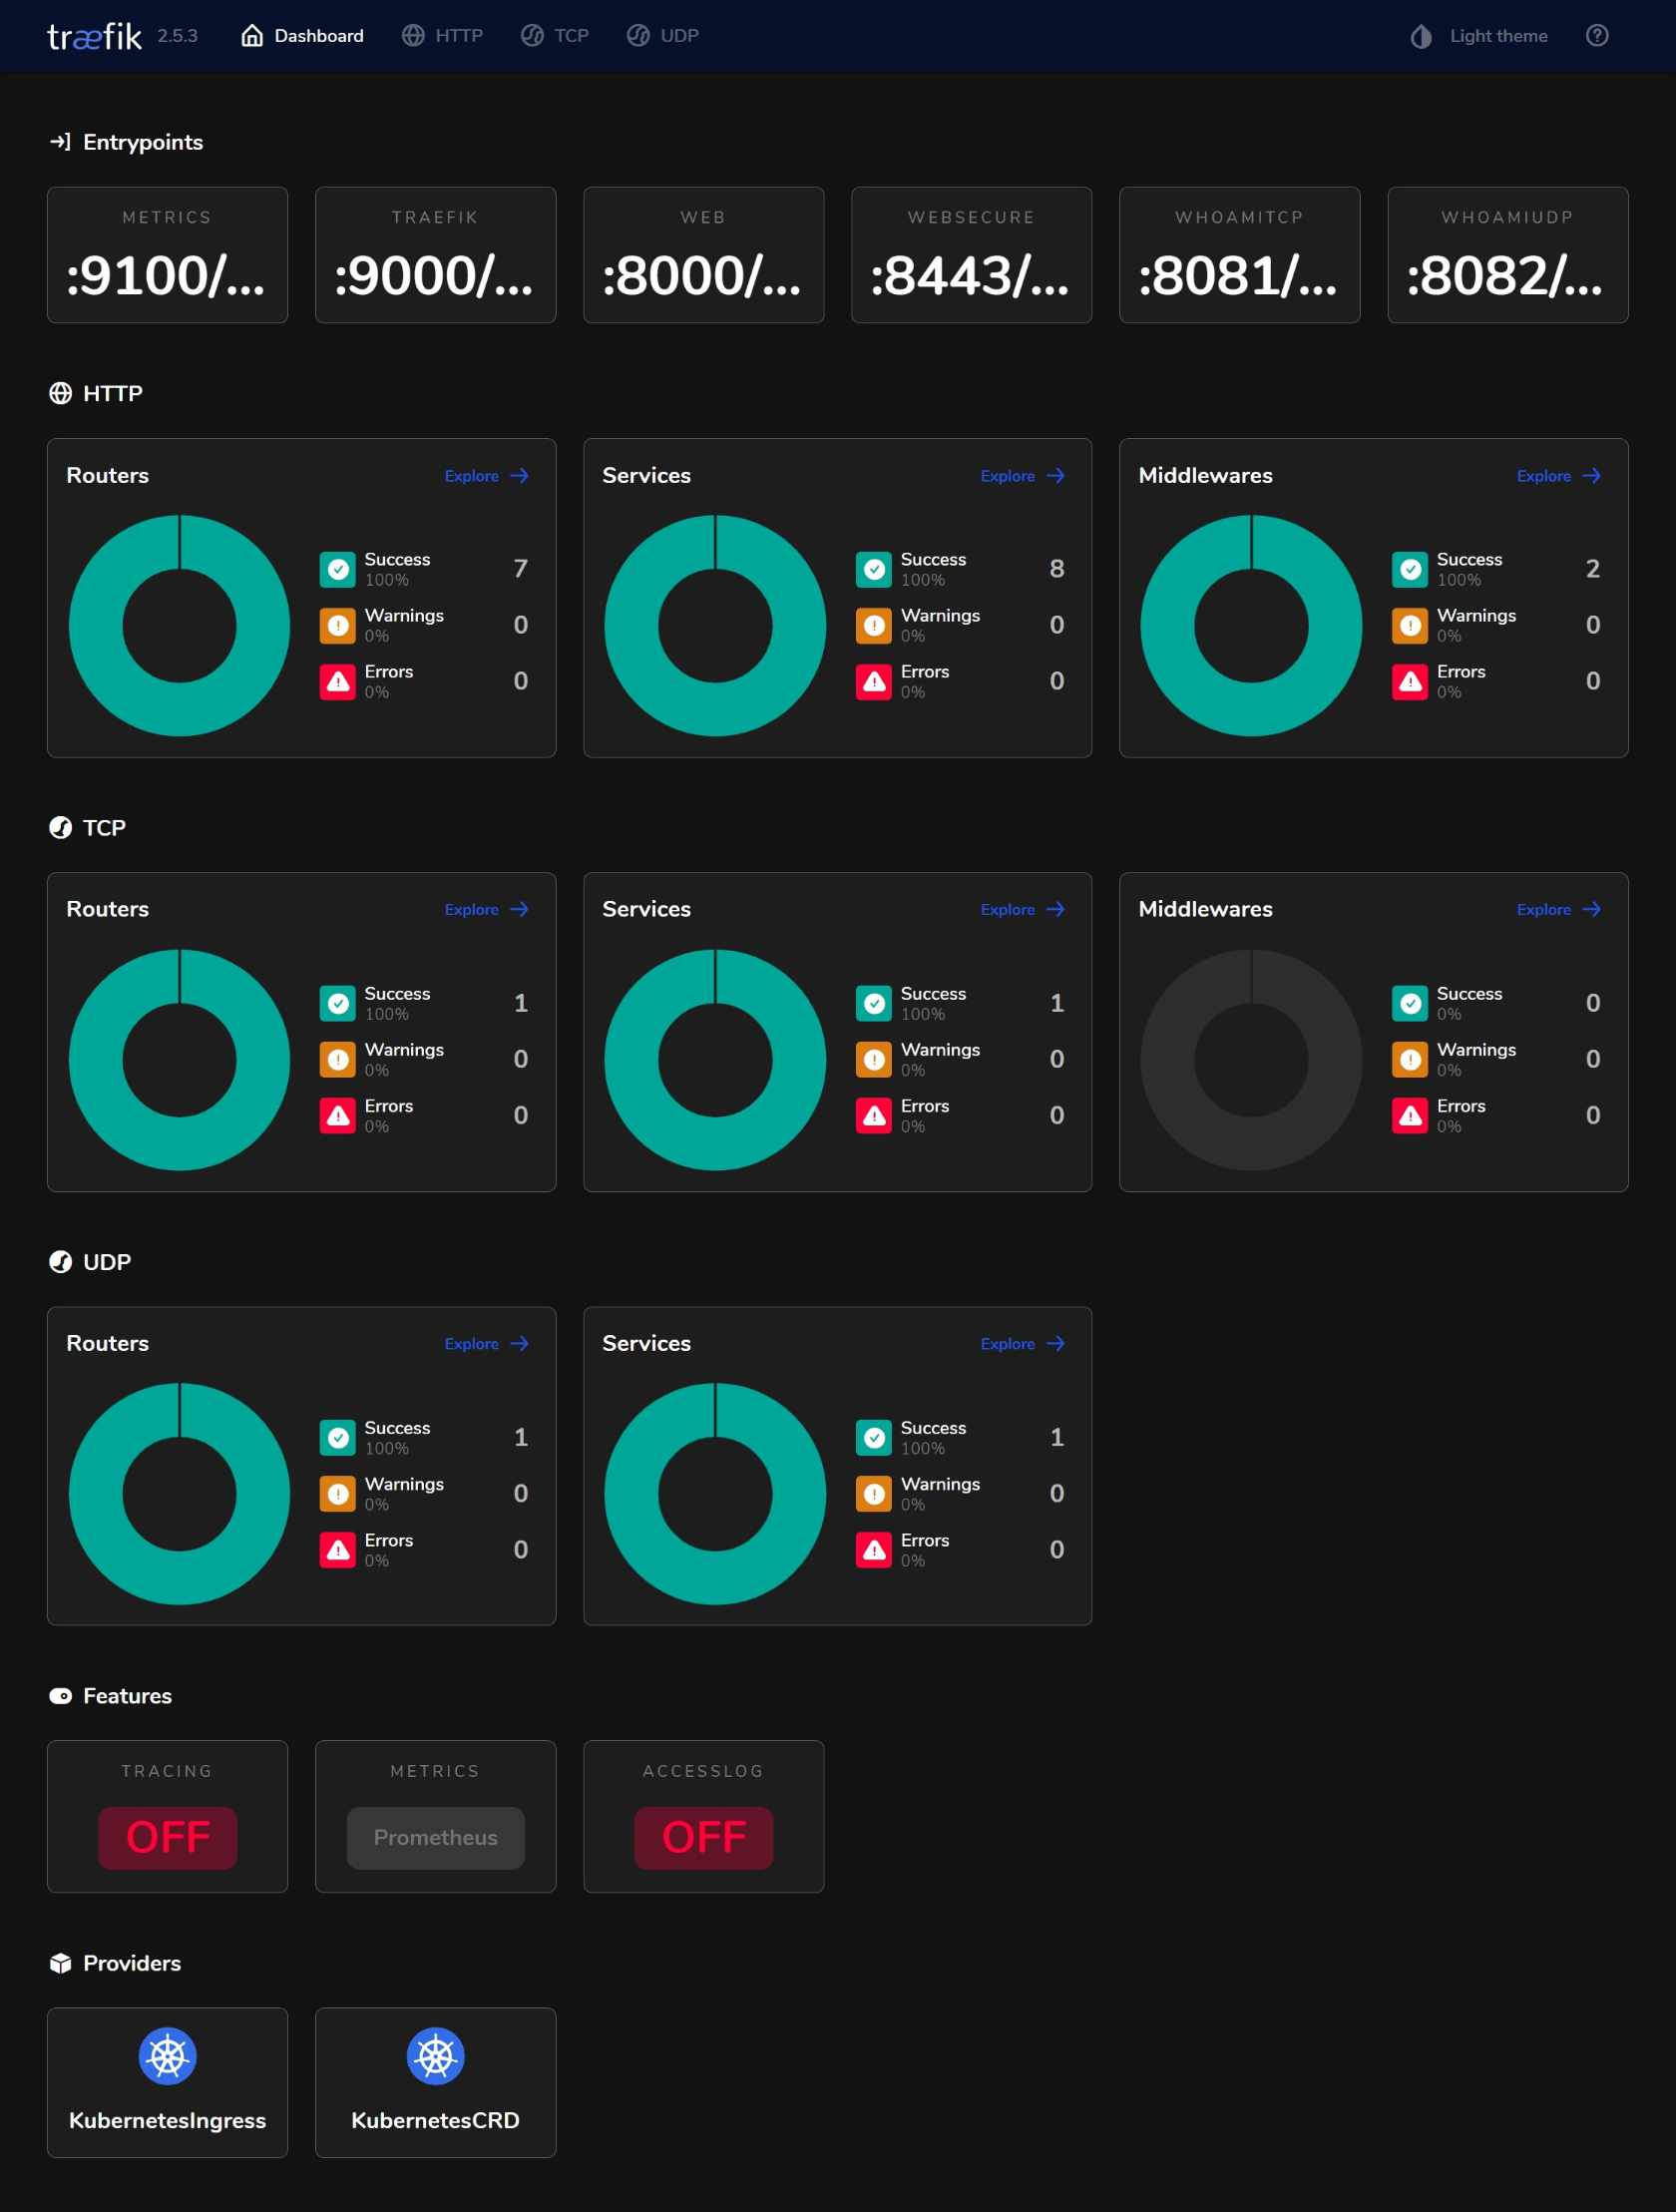 træfik 2.5.3 Dashboard HTTP TCP UDP Light theme
Entrypoints
METRICS TRAEFIK WEB WEBSECURE WHOAMITCP WHOAMIUDP
:9100/... :9000/... :8000/... :8443/... :8081/... :8082/...
HTTP
Routers Explore Services Explore Middlewares Explore
Success 7 Success 8 Success 2
100% 100% 100%
Warnings 0 Warnings 0 Warnings 0
0% 0% 0%
Errors 0 Errors 0 Errors 0
0% 0% 0%
TCP
Routers Explore Services Explore Middlewares Explore
Success 1 Success 1 Success 0
100% 100% 0%
Warnings 0 Warnings 0 Warnings 0
0% 0% 0%
Errors 0 Errors 0 Errors 0
0% 0% 0%
UDP
Routers Explore Services Explore
Success 1 Success 1
100% 100%
Warnings 0 Warnings 0
0% 0%
Errors 0 Errors 0
0% 0%
Features
TRACING METRICS ACCESSLOG
OFF Prometheus OFF
Providers
KubernetesIngress KubernetesCRD